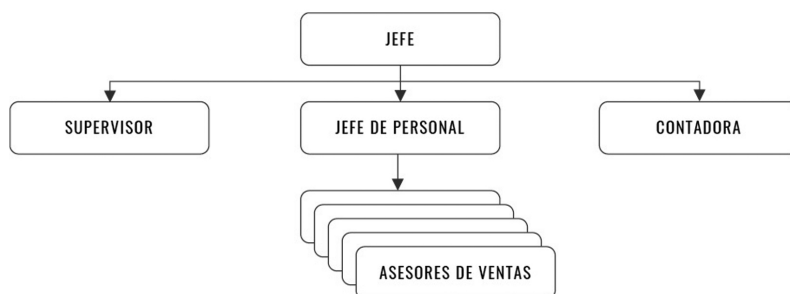 JEFE
SUPERVISOR
JEFE DE PERSONAL
CONTADORA
ASESORES DE VENTAS